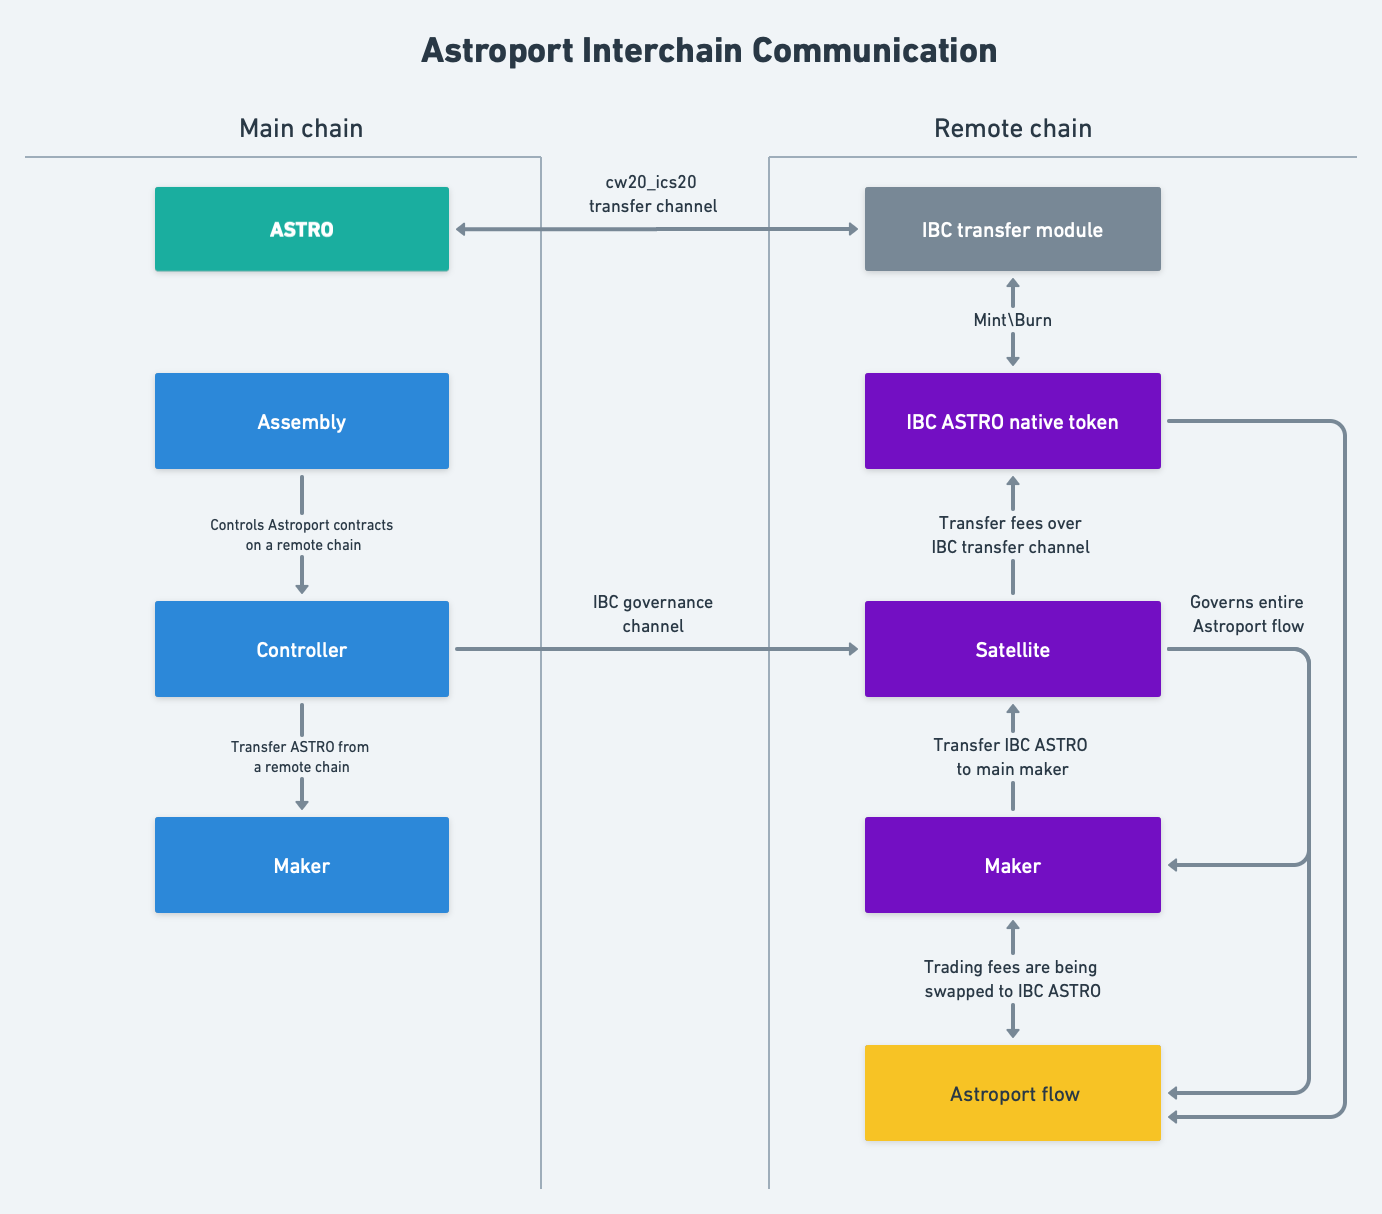 Astroport Interchain Communication
Main chain
Remote chain
cw20_ics20
transfer channel
ASTRO
IBC transfer module
Mint\Burn
Assembly
IBC ASTRO native token
Controls Astroport contracts
on a remote chain
Transfer fees over
IBC transfer channel
IBC governance
channel
Governs entire
Astroport flow
Controller
Satellite
Transfer ASTRO from
a remote chain
Transfer IBC ASTRO
to main maker
Maker
Maker
Trading fees are being
swapped to IBC ASTRO
Astroport flow